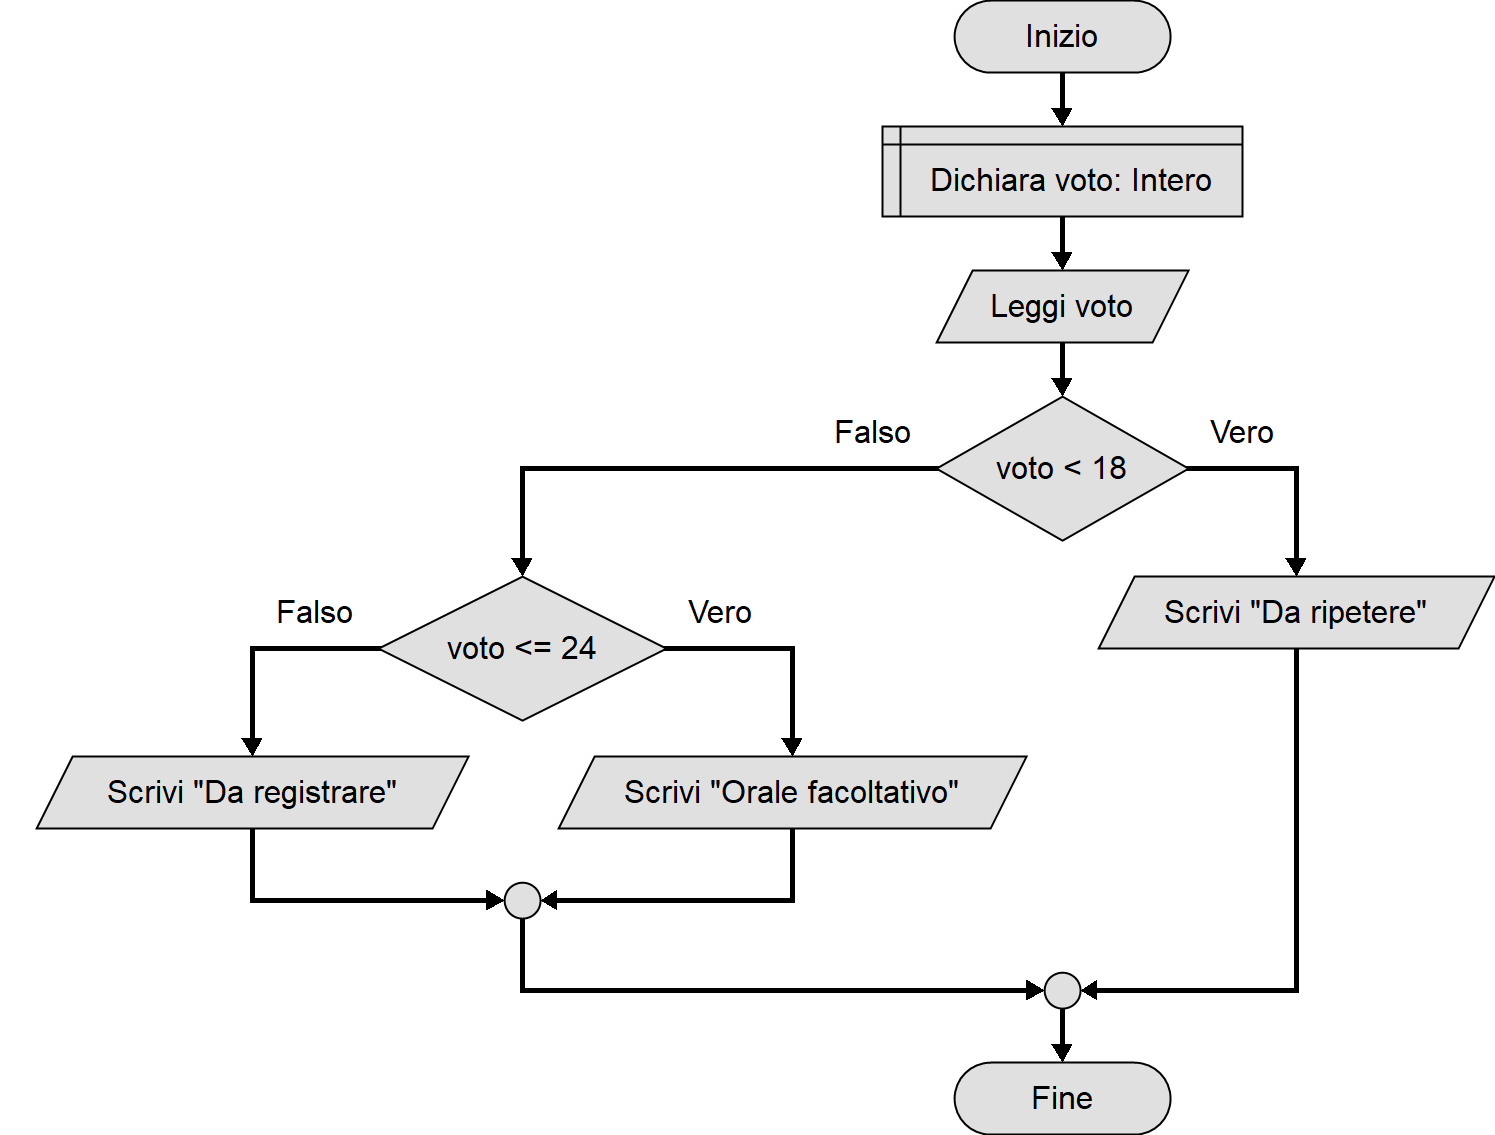 Inizio
Dichiara voto: Intero
Leggi voto
Falso
Vero
voto < 18
Falso
Vero
Scrivi "Da ripetere"
voto <= 24
Scrivi "Da registrare"
Scrivi "Orale facoltativo"
Fine